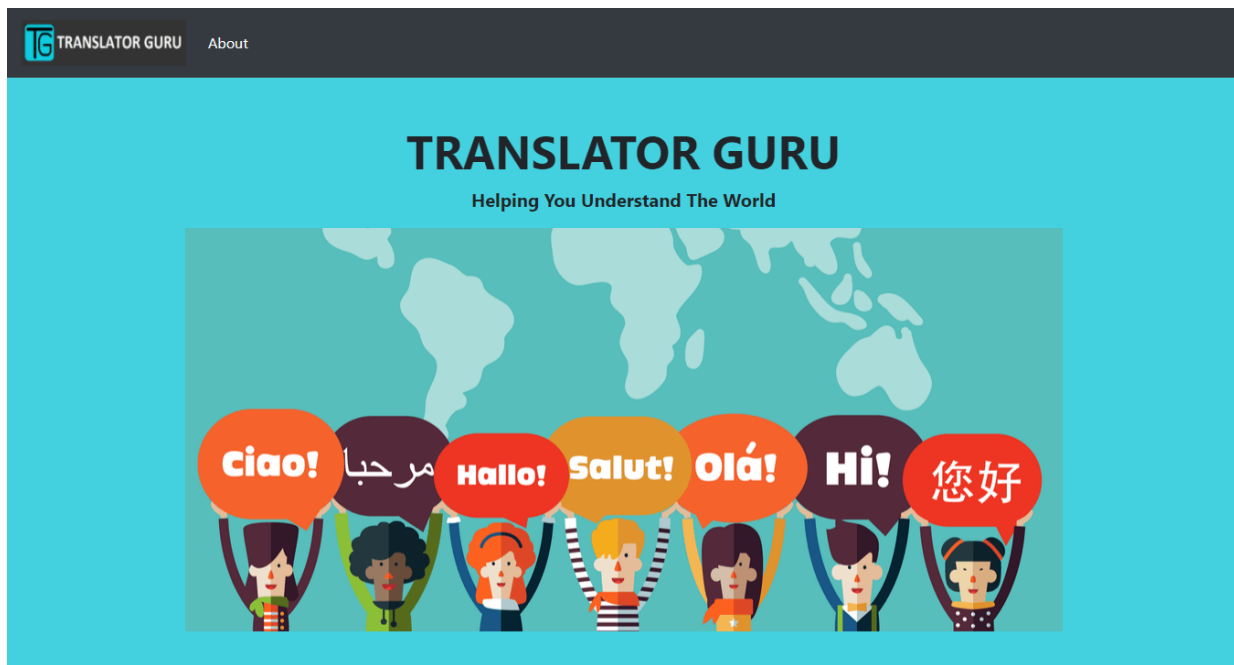 TG TRANSLATOR GURU About
TRANSLATOR GURU
Helping You Understand The World
Ciao!
مرحبا
Hallo!
Salut!
Olá!
Hi!
您好